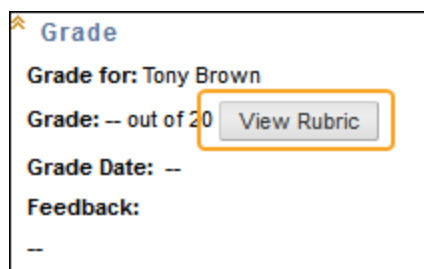 Grade
Grade for: Tony Brown
Grade: -- out of 20 View Rubric
Grade Date: --
Feedback:
--